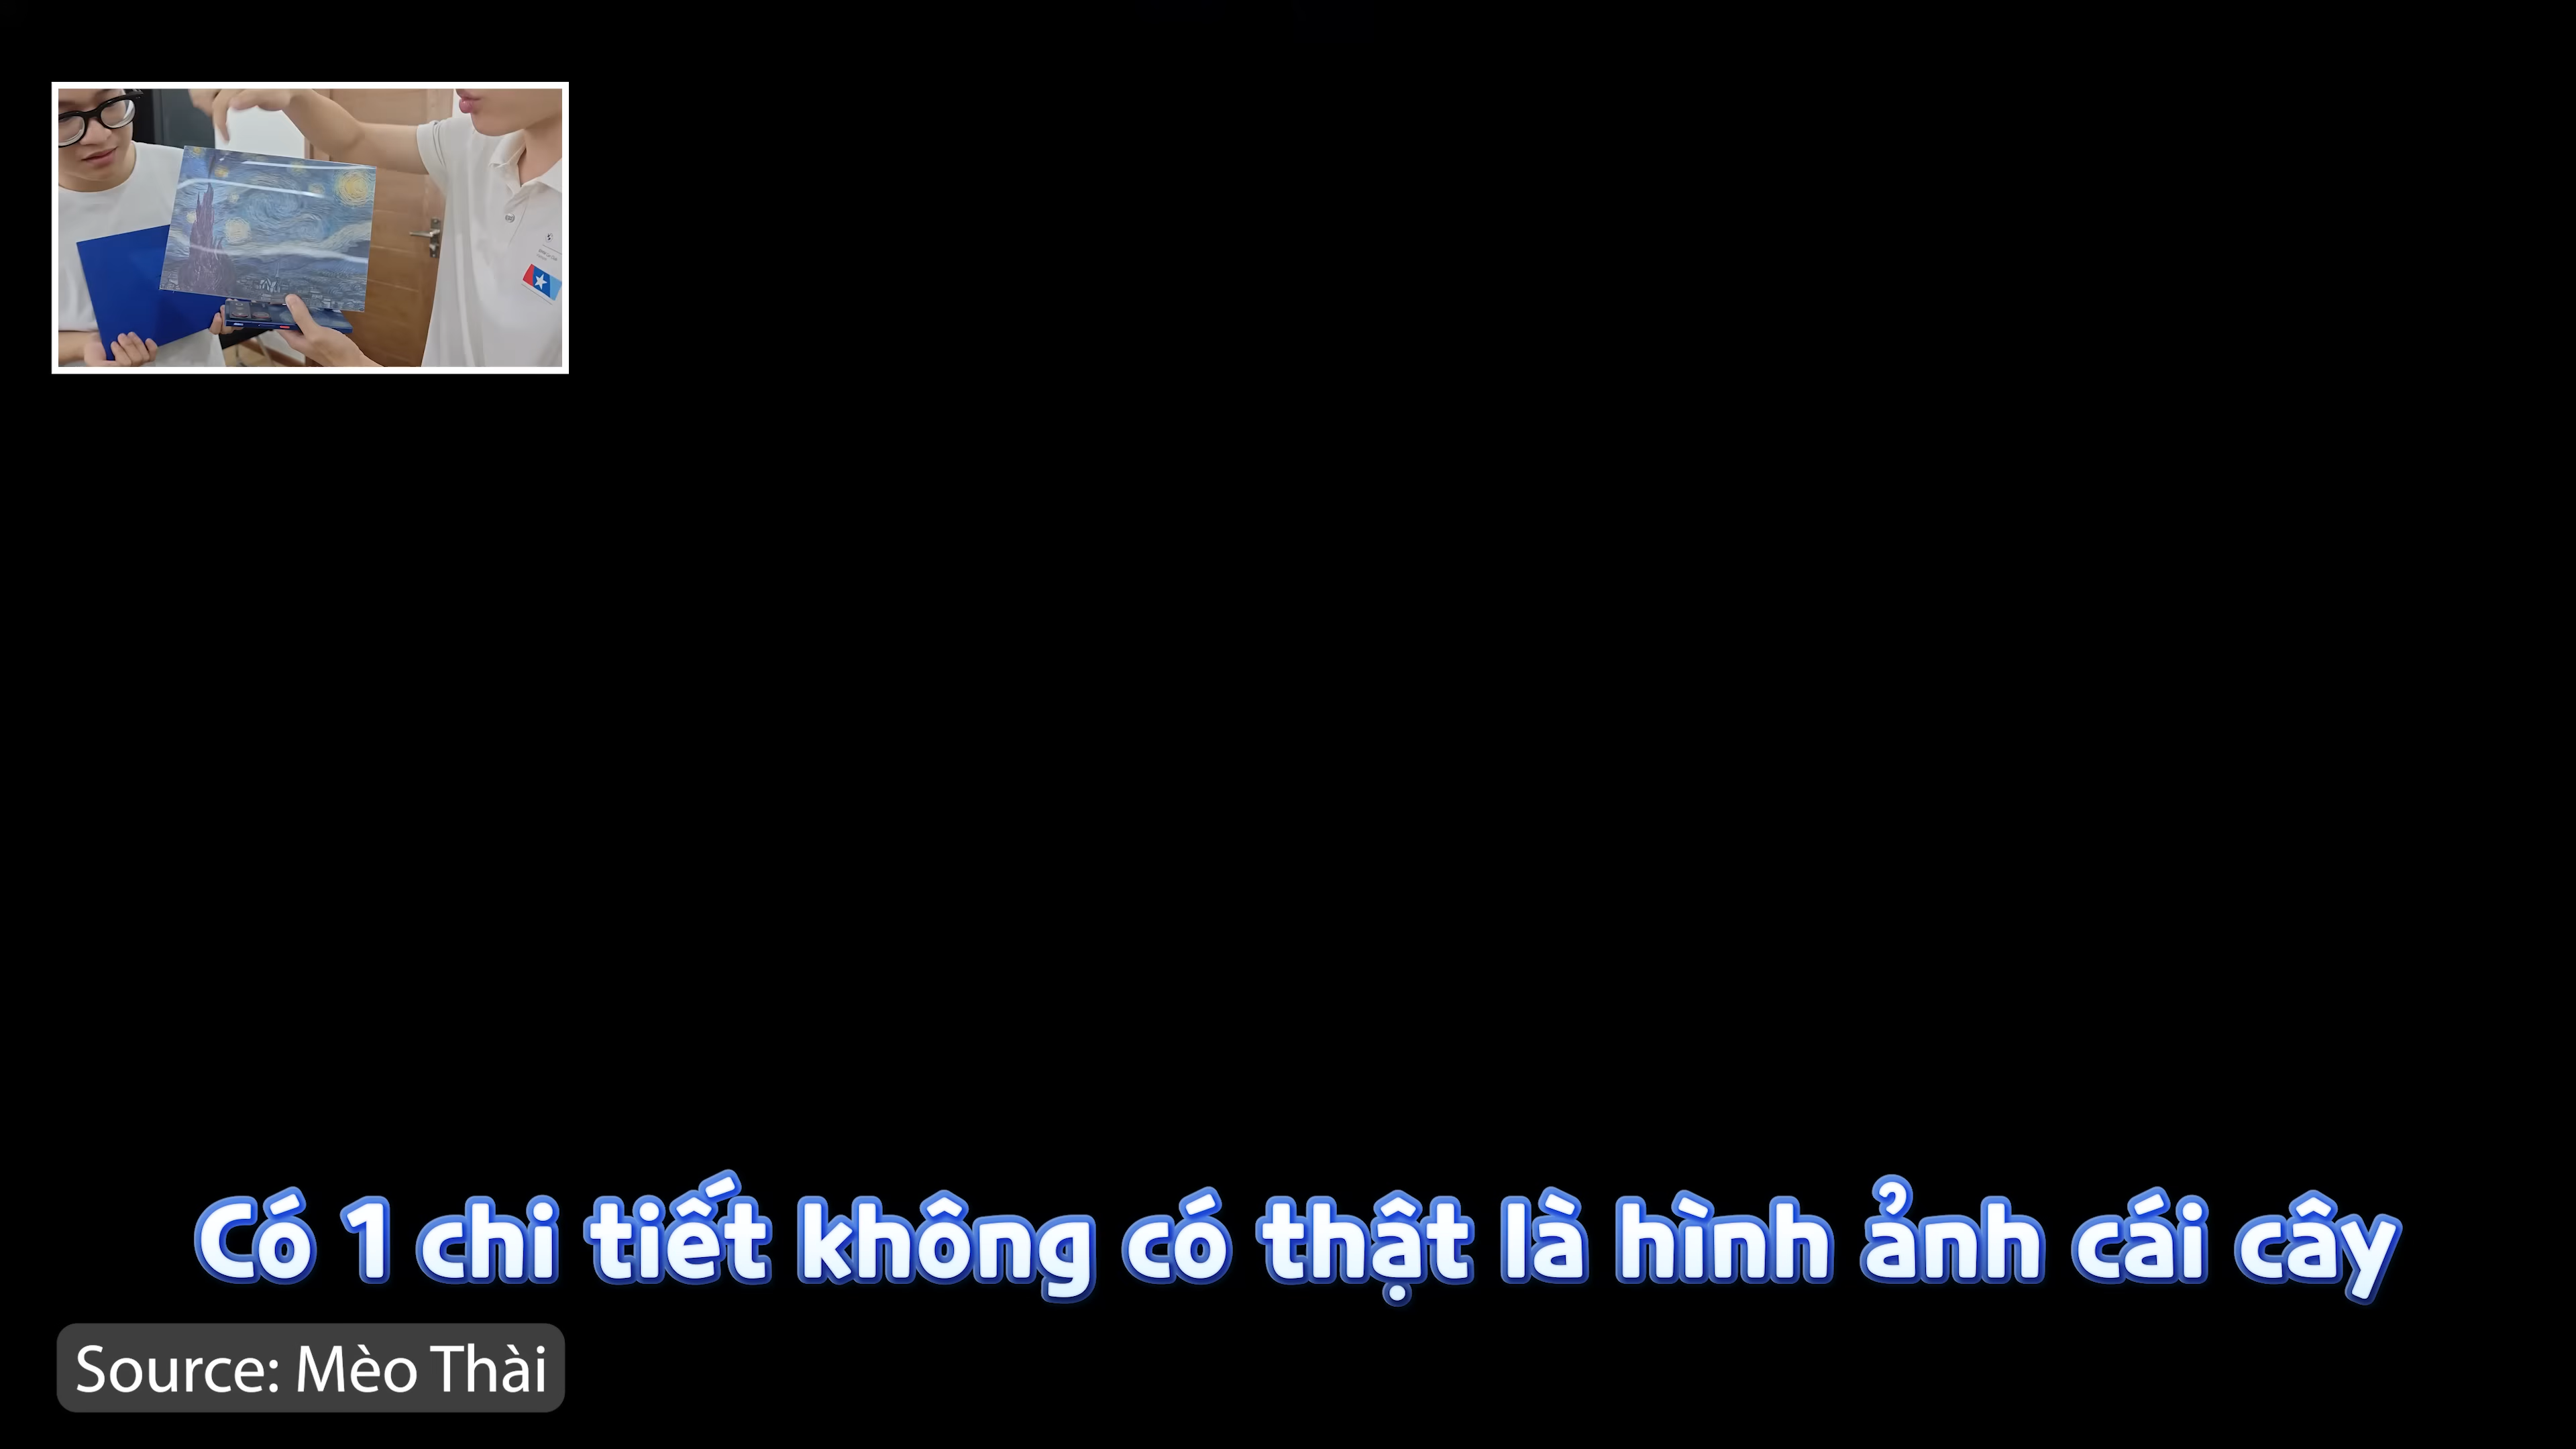 Có 1 chi tiết không có thật là hình ảnh cái cây
Source: Mèo Thài